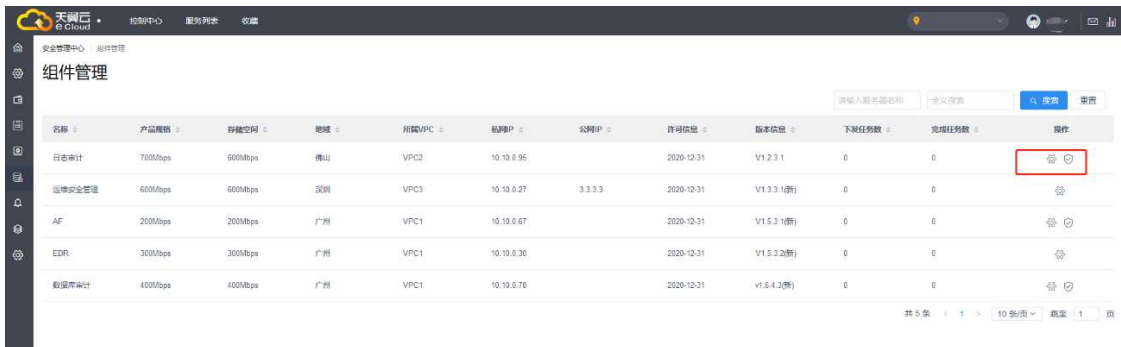 天翼云 · 控制中心 服务列表 收藏
e Cloud
安全管理中心 组件管理
组件管理
请输入服务器名称 全文搜索 搜索 重置
名称 产品规格 存储空间 地域 所属VPC 私网IP 公网IP 许可信息 版本信息 下发任务数 完成任务数 操作
日志审计 700Mbps 600Mbps 佛山 VPC2 10.10.0.95 2020-12-31 V1.2.3.1 0 0
运维安全管理 600Mbps 600Mbps 深圳 VPC3 10.10.0.27 3.3.3.3 2020-12-31 V1.3.3.1(新) 0 0
AF 200Mbps 200Mbps 广州 VPC1 10.10.0.67 2020-12-31 V1.5.3.1(新) 0 0
EDR 300Mbps 300Mbps 广州 VPC1 10.10.0.30 2020-12-31 V1.5.3.2(新) 0 0
数据库审计 400Mbps 400Mbps 广州 VPC1 10.10.0.78 2020-12-31 v1.6.4.3(新) 0 0
共 5 条 < 1 > 10 条/页 跳至 1 页